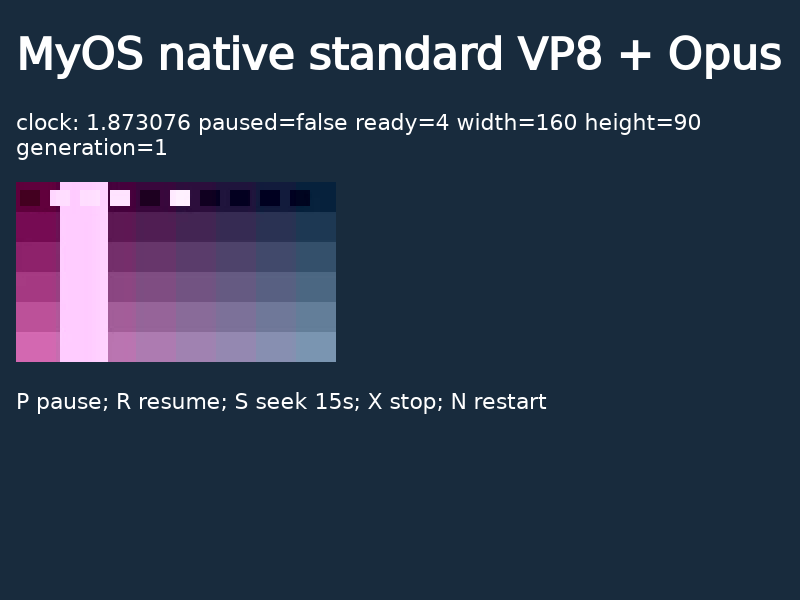 MyOS native standard VP8 + Opus
clock: 1.873076 paused=false ready=4 width=160 height=90
generation=1
P pause; R resume; S seek 15s; X stop; N restart